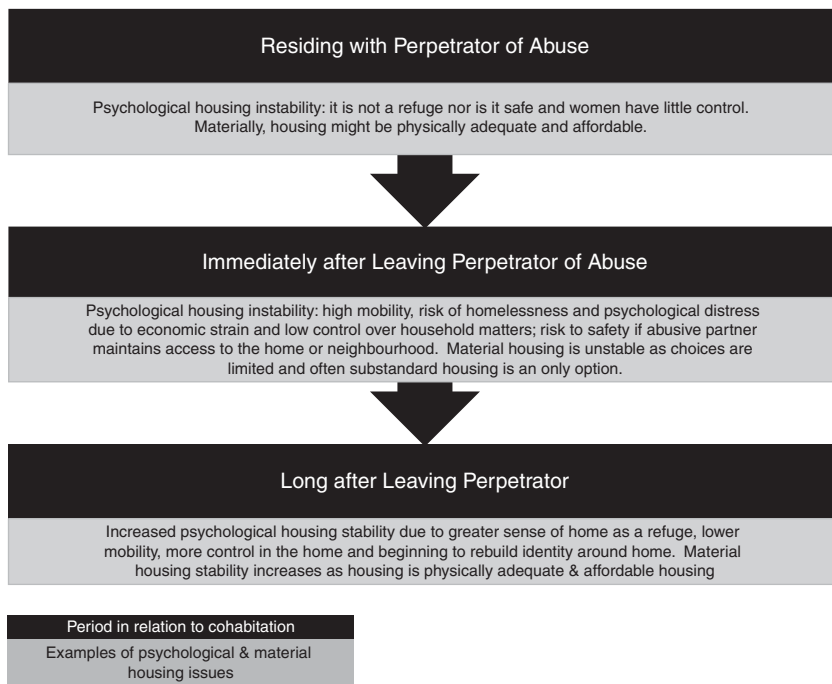 Residing with Perpetrator of Abuse
Psychological housing instability: it is not a refuge nor is it safe and women have little control.
Materially, housing might be physically adequate and affordable.
Immediately after Leaving Perpetrator of Abuse
Psychological housing instability: high mobility, risk of homelessness and psychological distress
due to economic strain and low control over household matters; risk to safety if abusive partner
maintains access to the home or neighbourhood. Material housing is unstable as choices are
limited and often substandard housing is an only option.
Long after Leaving Perpetrator
Increased psychological housing stability due to greater sense of home as a refuge, lower
mobility, more control in the home and beginning to rebuild identity around home. Material
housing stability increases as housing is physically adequate & affordable housing
Period in relation to cohabitation
Examples of psychological & material
housing issues